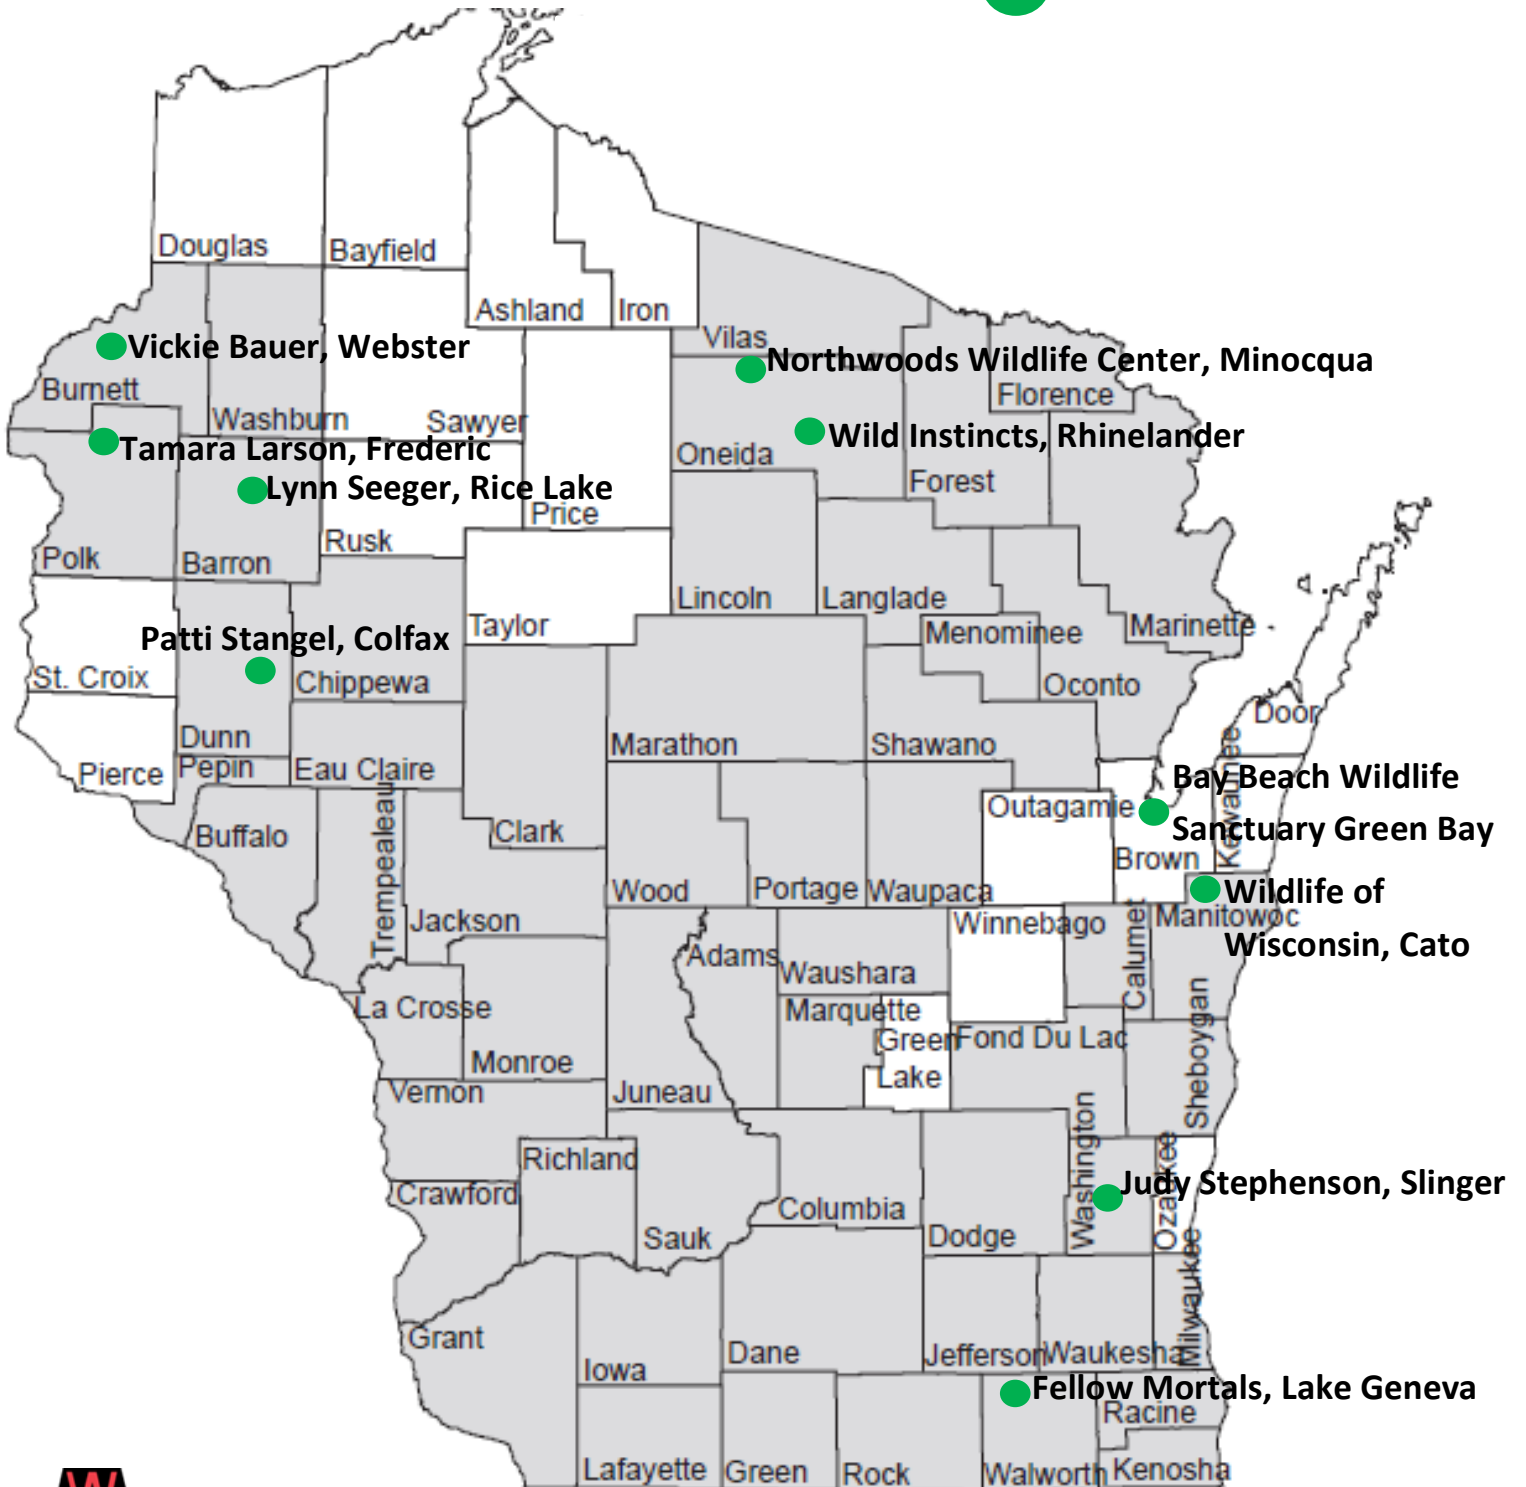 Douglas
Bayfield
Ashland
Iron
Vilas
Vickie Bauer, Webster
Northwoods Wildlife Center, Minocqua
Burnett
Florence
Washburn
Sawyer
Tamara Larson, Frederic
Wild Instincts, Rhinelander
Oneida
Lynn Seeger, Rice Lake
Forest
Price
Rusk
Polk
Barron
Lincoln
Langlade
Taylor
Menominee
Marinette
Patti Stangel, Colfax
St. Croix
Chippewa
Oconto
Door
Dunn
Marathon
Shawano
Pierce
Pepin
Eau Claire
Kewaunee
Bay Beach Wildlife
Sanctuary Green Bay
Outagamie
Buffalo
Trempealeau
Clark
Brown
Wood
Portage
Waupaca
Wildlife of
Wisconsin, Cato
Jackson
Winnebago
Manitowoc
Calumet
Adams
Waushara
La Crosse
Marquette
Green
Lake
Fond Du Lac
Sheboygan
Monroe
Vernon
Juneau
Washington
Ozaukee
Richland
Judy Stephenson, Slinger
Crawford
Columbia
Sauk
Dodge
Milwaukee
Grant
Iowa
Dane
Jefferson
Waukesha
Fellow Mortals, Lake Geneva
Racine
Lafayette
Green
Rock
Walworth
Kenosha
W